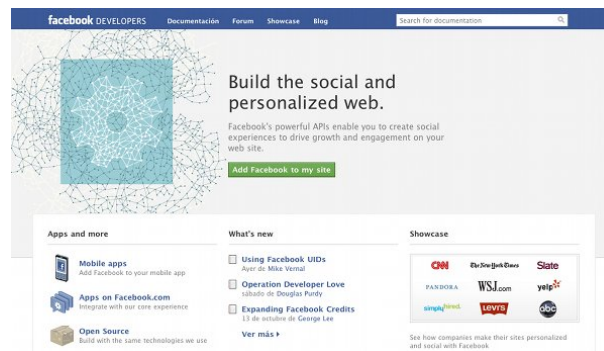 facebook DEVELOPERS Documentación Forum Showcase Blog Search for documentation
Build the social and
personalized web.
Facebook's powerful APIs enable you to create social
experiences to drive growth and engagement on your
web site.
Add Facebook to my site
Apps and more
Mobile apps
Add Facebook to your mobile app
Apps on Facebook.com
Integrate with our core experience
Open Source
Build with the same technologies we use
What's new
Using Facebook UIDs
Ayer de Mike Vernal
Operation Developer Love
sábado de Douglas Purdy
Expanding Facebook Credits
13 de octubre de George Lee
Ver más
Showcase
CNN The New York Times Slate
PANDORA WSJ.com yelp
simplyhired LEVI'S abc
See how companies make their sites personalized
and social with Facebook